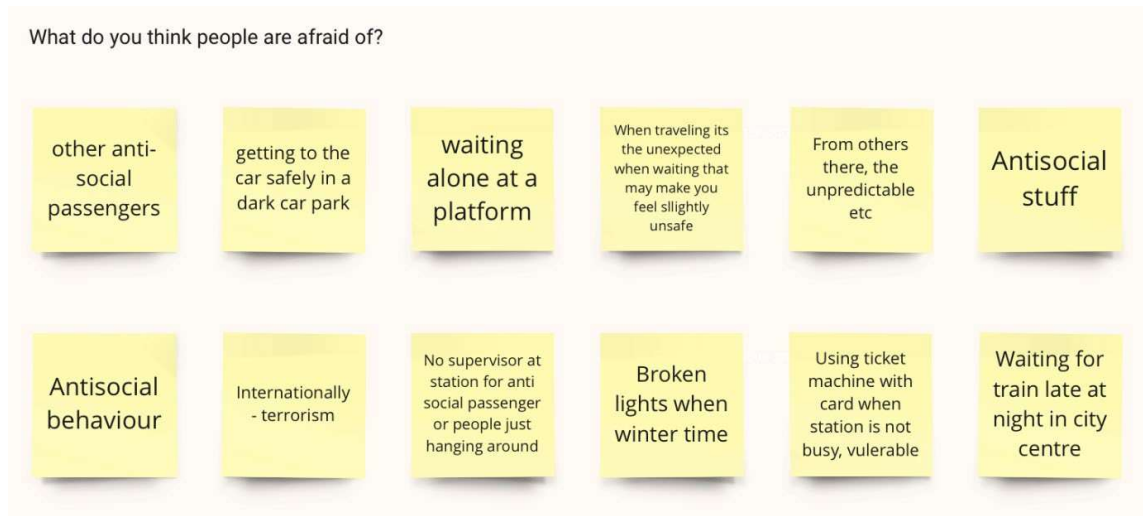 What do you think people are afraid of?
other anti-
social
passengers
getting to the
car safely in a
dark car park
waiting
alone at a
platform
When traveling its
the unexpected
when waiting that
may make you
feel sllightly
unsafe
From others
there, the
unpredictable
etc
Antisocial
stuff
Antisocial
behaviour
Internationally
- terrorism
No supervisor at
station for anti
social passenger
or people just
hanging around
Broken
lights when
winter time
Using ticket
machine with
card when
station is not
busy, vulerable
Waiting for
train late at
night in city
centre